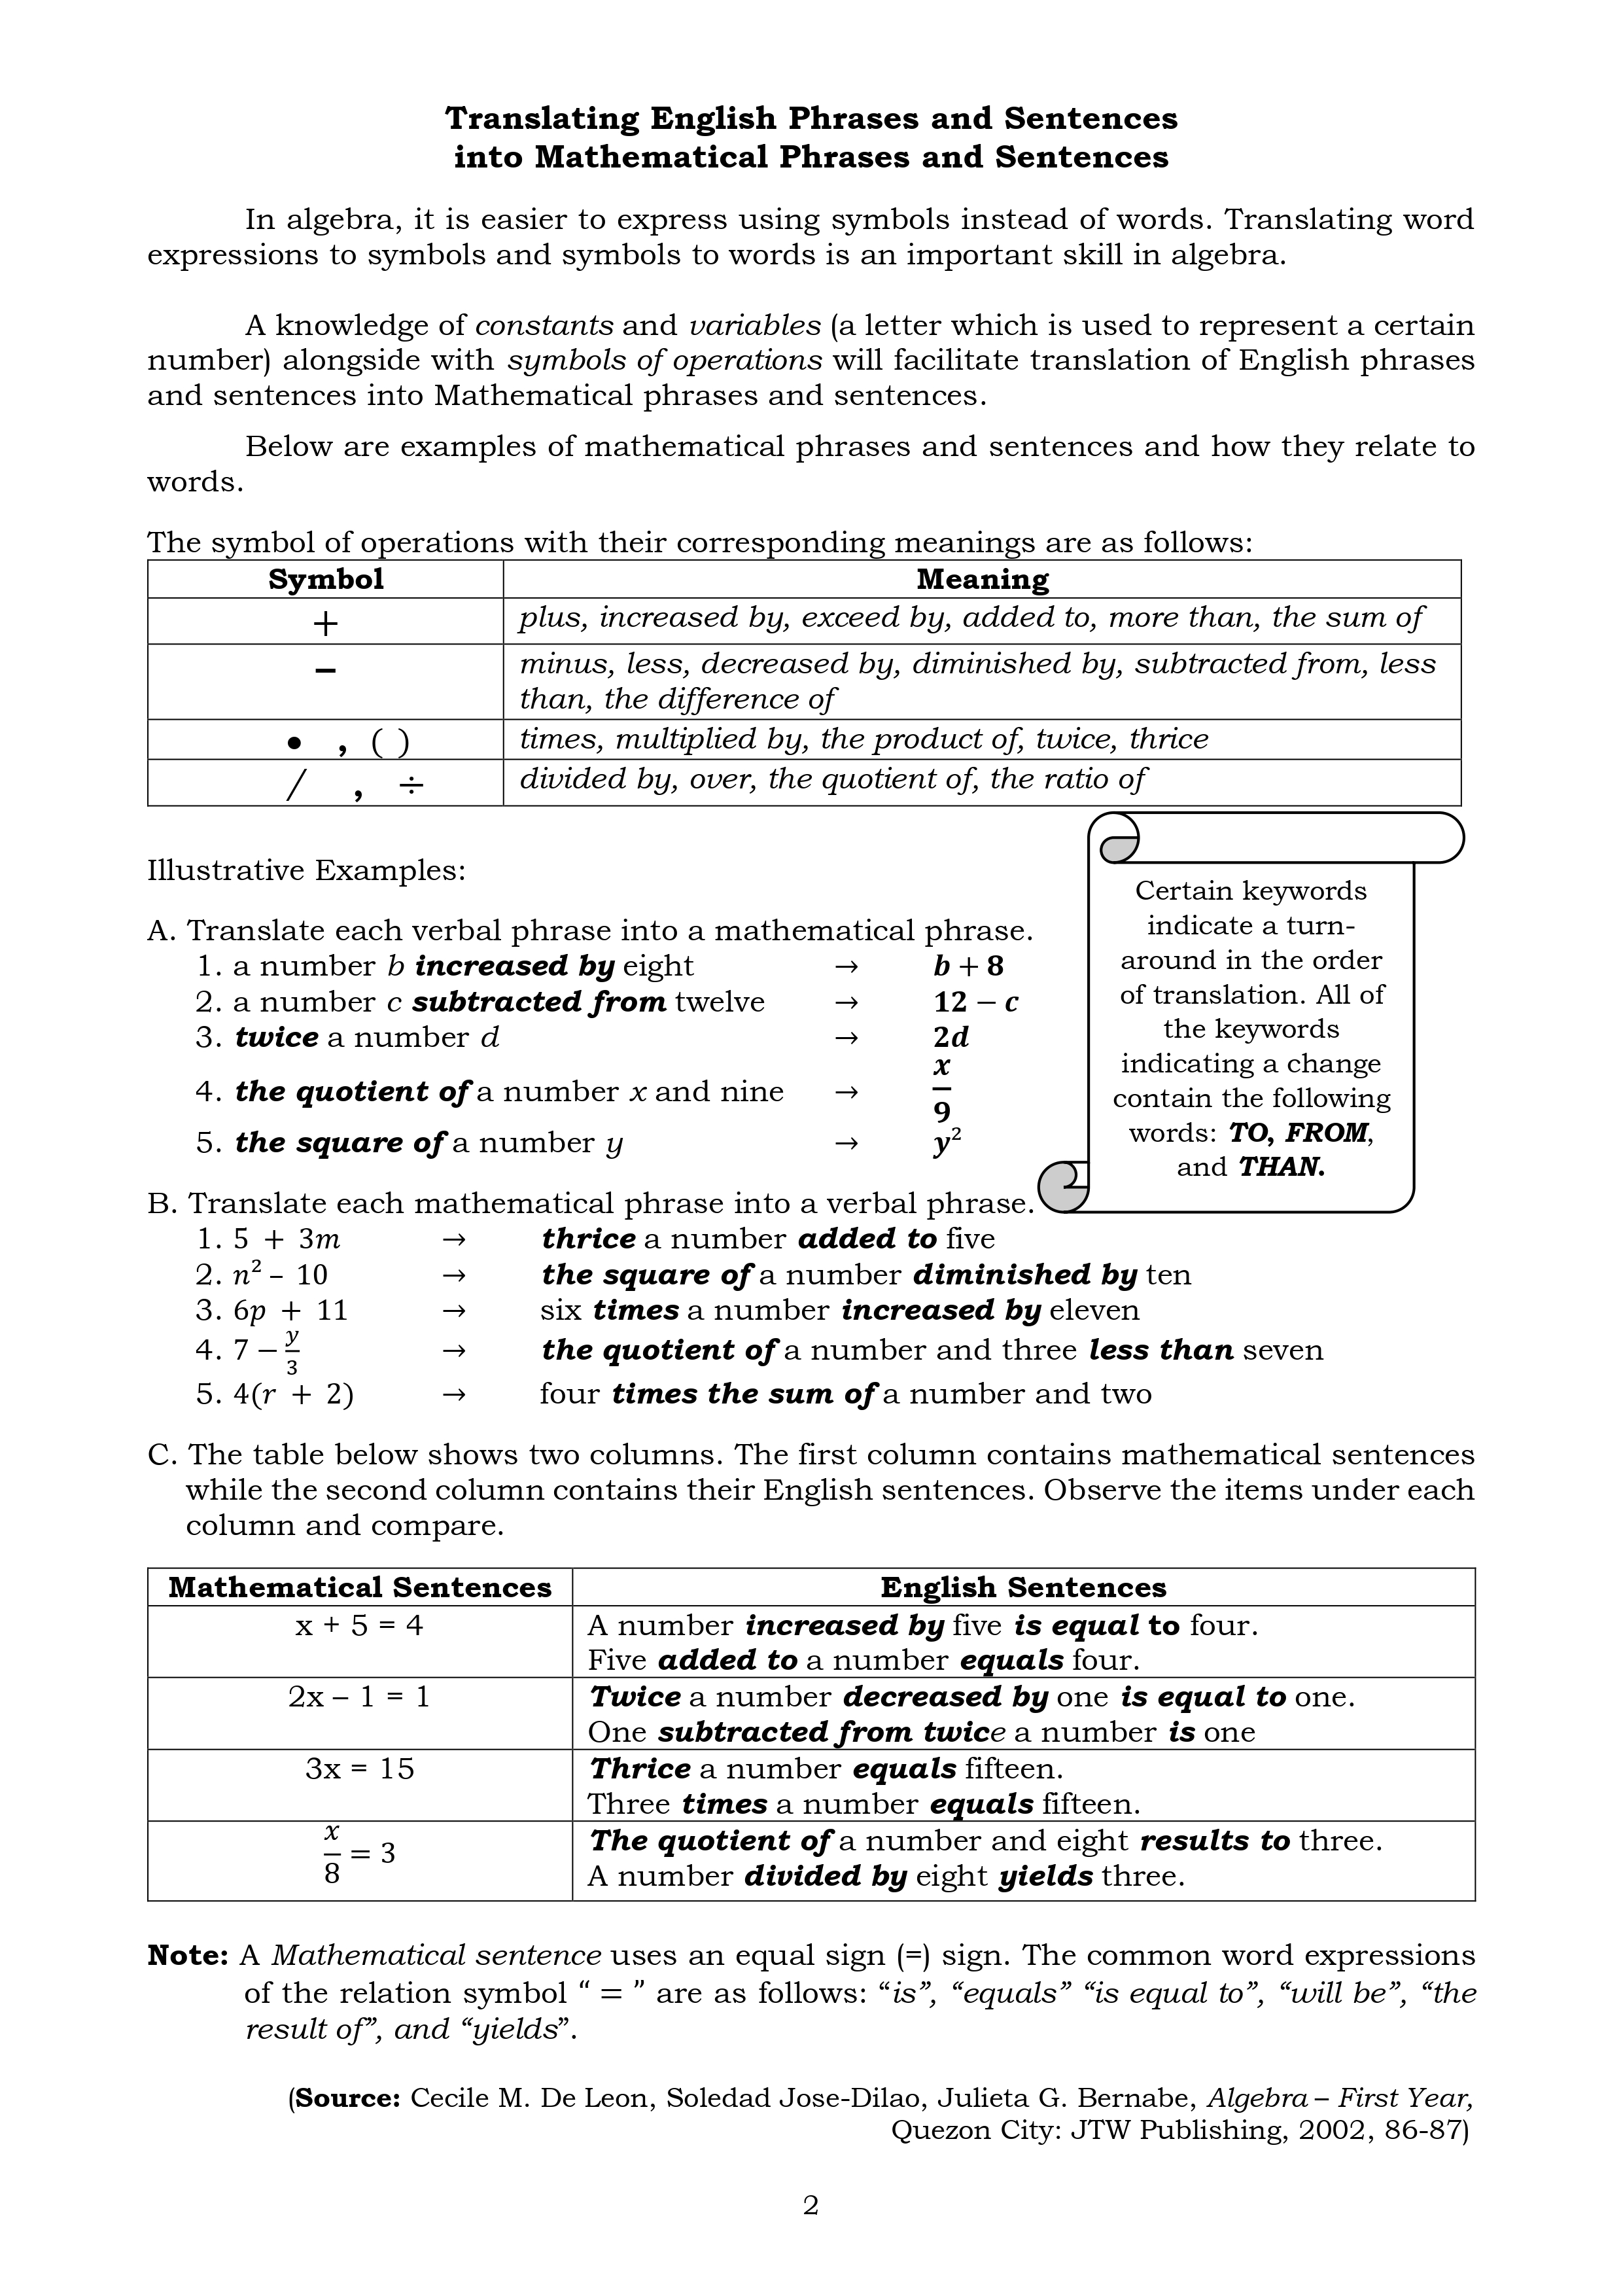 Translating English Phrases and Sentences
into Mathematical Phrases and Sentences
In algebra, it is easier to express using symbols instead of words. Translating word
expressions to symbols and symbols to words is an important skill in algebra.
A knowledge of constants and variables (a letter which is used to represent a certain
number) alongside with symbols of operations will facilitate translation of English phrases
and sentences into Mathematical phrases and sentences.
Below are examples of mathematical phrases and sentences and how they relate to
words.
The symbol of operations with their corresponding meanings are as follows:
Symbol Meaning
+ plus, increased by, exceed by, added to, more than, the sum of
– minus, less, decreased by, diminished by, subtracted from, less
than, the difference of
• , ( ) times, multiplied by, the product of, twice, thrice
/ , ÷ divided by, over, the quotient of, the ratio of
Illustrative Examples:
A. Translate each verbal phrase into a mathematical phrase.
1. a number b increased by eight → b + 8
2. a number c subtracted from twelve → 12 − c
3. twice a number d → 2d
4. the quotient of a number x and nine → x/9
5. the square of a number y → y²
Certain keywords
indicate a turn-
around in the order
of translation. All of
the keywords
indicating a change
contain the following
words: TO, FROM,
and THAN.
B. Translate each mathematical phrase into a verbal phrase.
1. 5 + 3m → thrice a number added to five
2. n² – 10 → the square of a number diminished by ten
3. 6p + 11 → six times a number increased by eleven
4. 7 − y/3 → the quotient of a number and three less than seven
5. 4(r + 2) → four times the sum of a number and two
C. The table below shows two columns. The first column contains mathematical sentences
while the second column contains their English sentences. Observe the items under each
column and compare.
Mathematical Sentences English Sentences
x + 5 = 4 A number increased by five is equal to four.
Five added to a number equals four.
2x – 1 = 1 Twice a number decreased by one is equal to one.
One subtracted from twice a number is one
3x = 15 Thrice a number equals fifteen.
Three times a number equals fifteen.
x/8 = 3 The quotient of a number and eight results to three.
A number divided by eight yields three.
Note: A Mathematical sentence uses an equal sign (=) sign. The common word expressions
of the relation symbol “ = ” are as follows: “is”, “equals” “is equal to”, “will be”, “the
result of”, and “yields”.
(Source: Cecile M. De Leon, Soledad Jose-Dilao, Julieta G. Bernabe, Algebra – First Year,
Quezon City: JTW Publishing, 2002, 86-87)
2